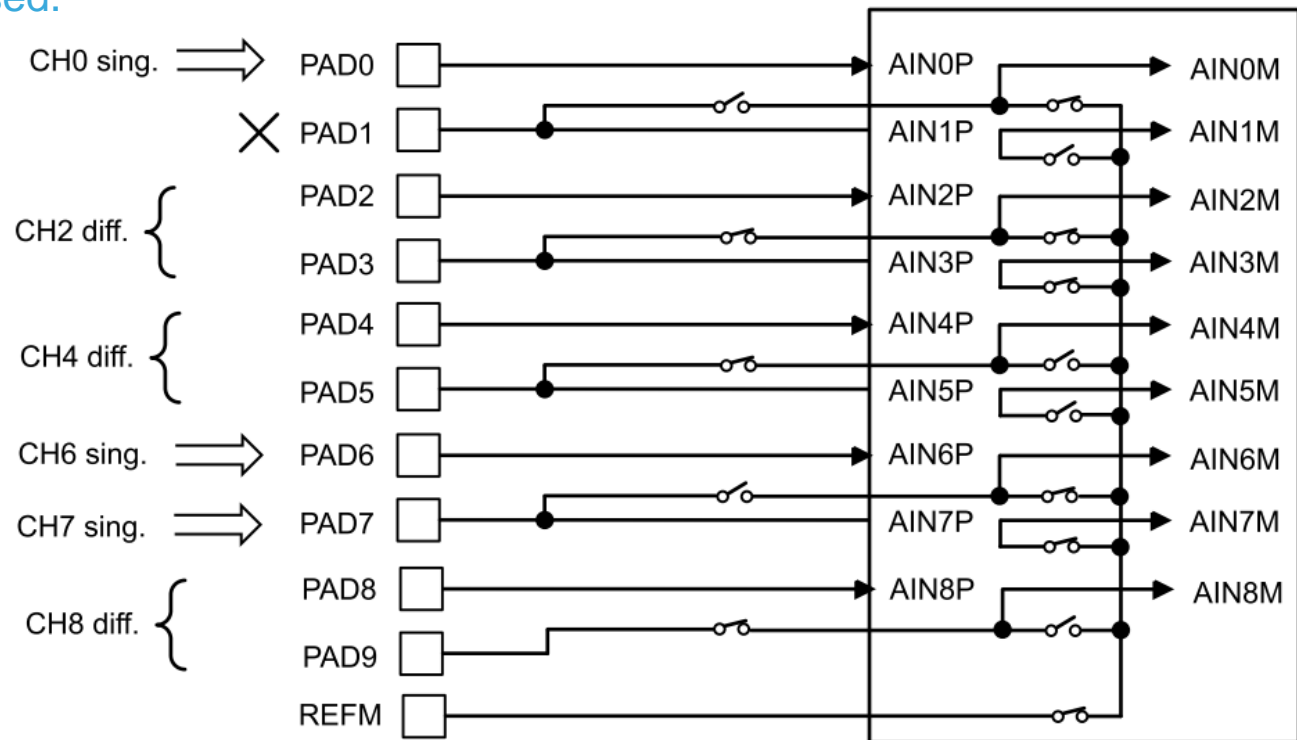 sed.
CH0 sing. PAD0 AIN0P AIN0M
PAD1 AIN1P AIN1M
PAD2 AIN2P AIN2M
CH2 diff.
PAD3 AIN3P AIN3M
PAD4 AIN4P AIN4M
CH4 diff.
PAD5 AIN5P AIN5M
CH6 sing. PAD6 AIN6P AIN6M
CH7 sing. PAD7 AIN7P AIN7M
PAD8 AIN8P AIN8M
CH8 diff.
PAD9
REFM